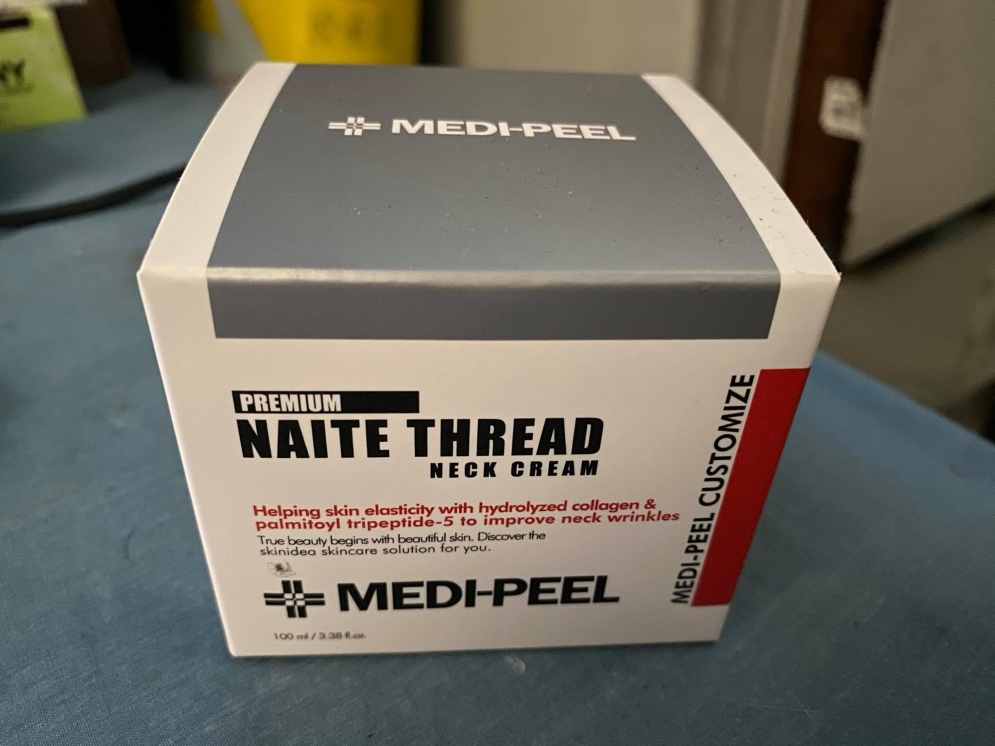 MEDI-PEEL
PREMIUM
NAITE THREAD
NECK CREAM
Helping skin elasticity with hydrolyzed collagen &
palmitoyl tripeptide-5 to improve neck wrinkles
True beauty begins with beautiful skin. Discover the
skinidea skincare solution for you.
MEDI-PEEL
100 ml / 3.38 fl.oz.
MEDI-PEEL CUSTOMIZE